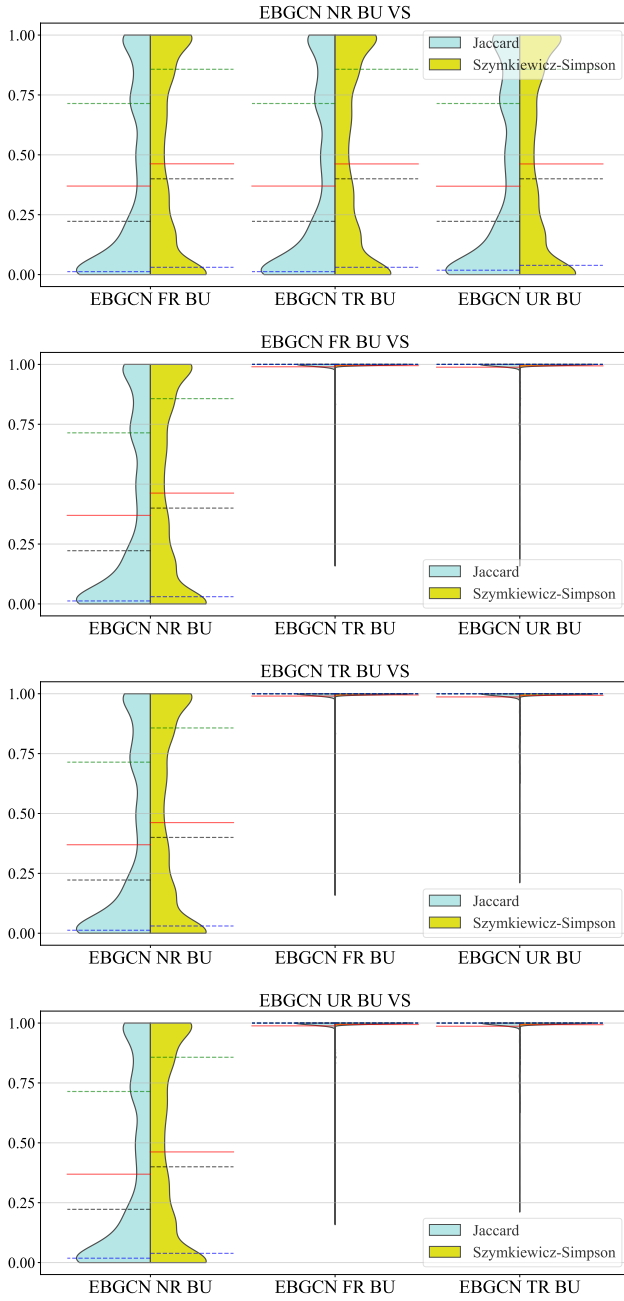 EBGCN NR BU VS
1.00
0.75
0.50
0.25
0.00
Jaccard
Szymkiewicz-Simpson
EBGCN FR BU EBGCN TR BU EBGCN UR BU
EBGCN FR BU VS
1.00
0.75
0.50
0.25
0.00
Jaccard
Szymkiewicz-Simpson
EBGCN NR BU EBGCN TR BU EBGCN UR BU
EBGCN TR BU VS
1.00
0.75
0.50
0.25
0.00
Jaccard
Szymkiewicz-Simpson
EBGCN NR BU EBGCN FR BU EBGCN UR BU
EBGCN UR BU VS
1.00
0.75
0.50
0.25
0.00
Jaccard
Szymkiewicz-Simpson
EBGCN NR BU EBGCN FR BU EBGCN TR BU